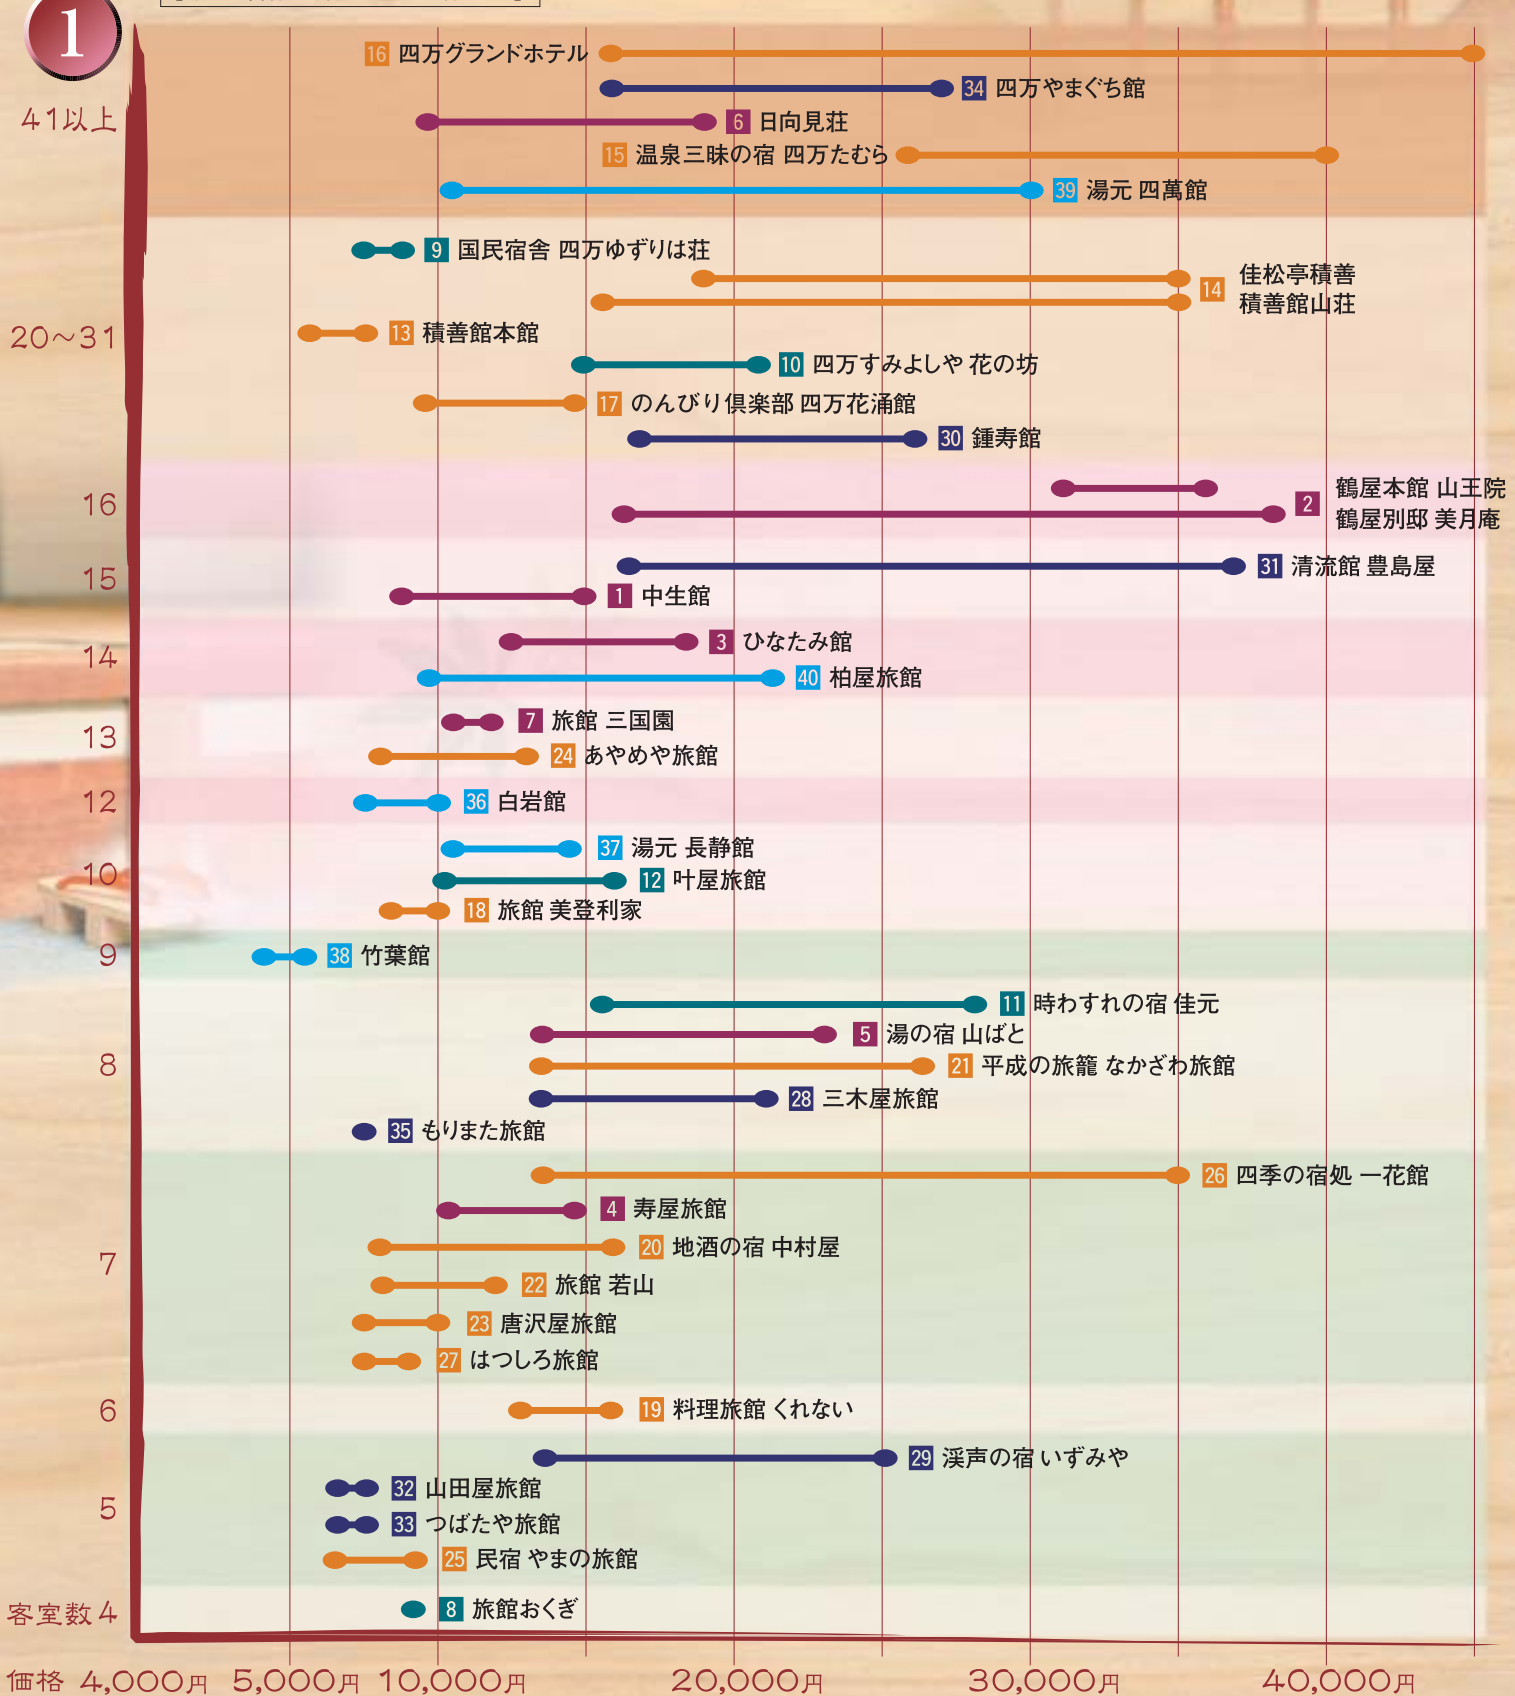 1
16 四万グランドホテル
34 四万やまぐち館
41以上
6 日向見荘
15 温泉三昧の宿 四万たむら
39 湯元 四萬館
9 国民宿舎 四万ゆずりは荘
佳松亭積善
14
積善館山荘
20~31
13 積善館本館
10 四万すみよしや 花の坊
17 のんびり倶楽部 四万花涌館
30 鍾寿館
16
鶴屋本館 山王院
2
鶴屋別邸 美月庵
31 清流館 豊島屋
15
1 中生館
3 ひなたみ館
14
40 柏屋旅館
7 旅館 三国園
13
24 あやめや旅館
12
36 白岩館
37 湯元 長静館
10
12 叶屋旅館
18 旅館 美登利家
9
38 竹葉館
11 時わすれの宿 佳元
5 湯の宿 山ばと
8
21 平成の旅籠 なかざわ旅館
28 三木屋旅館
35 もりまた旅館
26 四季の宿処 一花館
4 寿屋旅館
20 地酒の宿 中村屋
7
22 旅館 若山
23 唐沢屋旅館
27 はつしろ旅館
6
19 料理旅館 くれない
29 渓声の宿 いずみや
32 山田屋旅館
5
33 つばたや旅館
25 民宿 やまの旅館
客室数 4
8 旅館おくぎ
価格 4,000円 5,000円 10,000円 20,000円 30,000円 40,000円